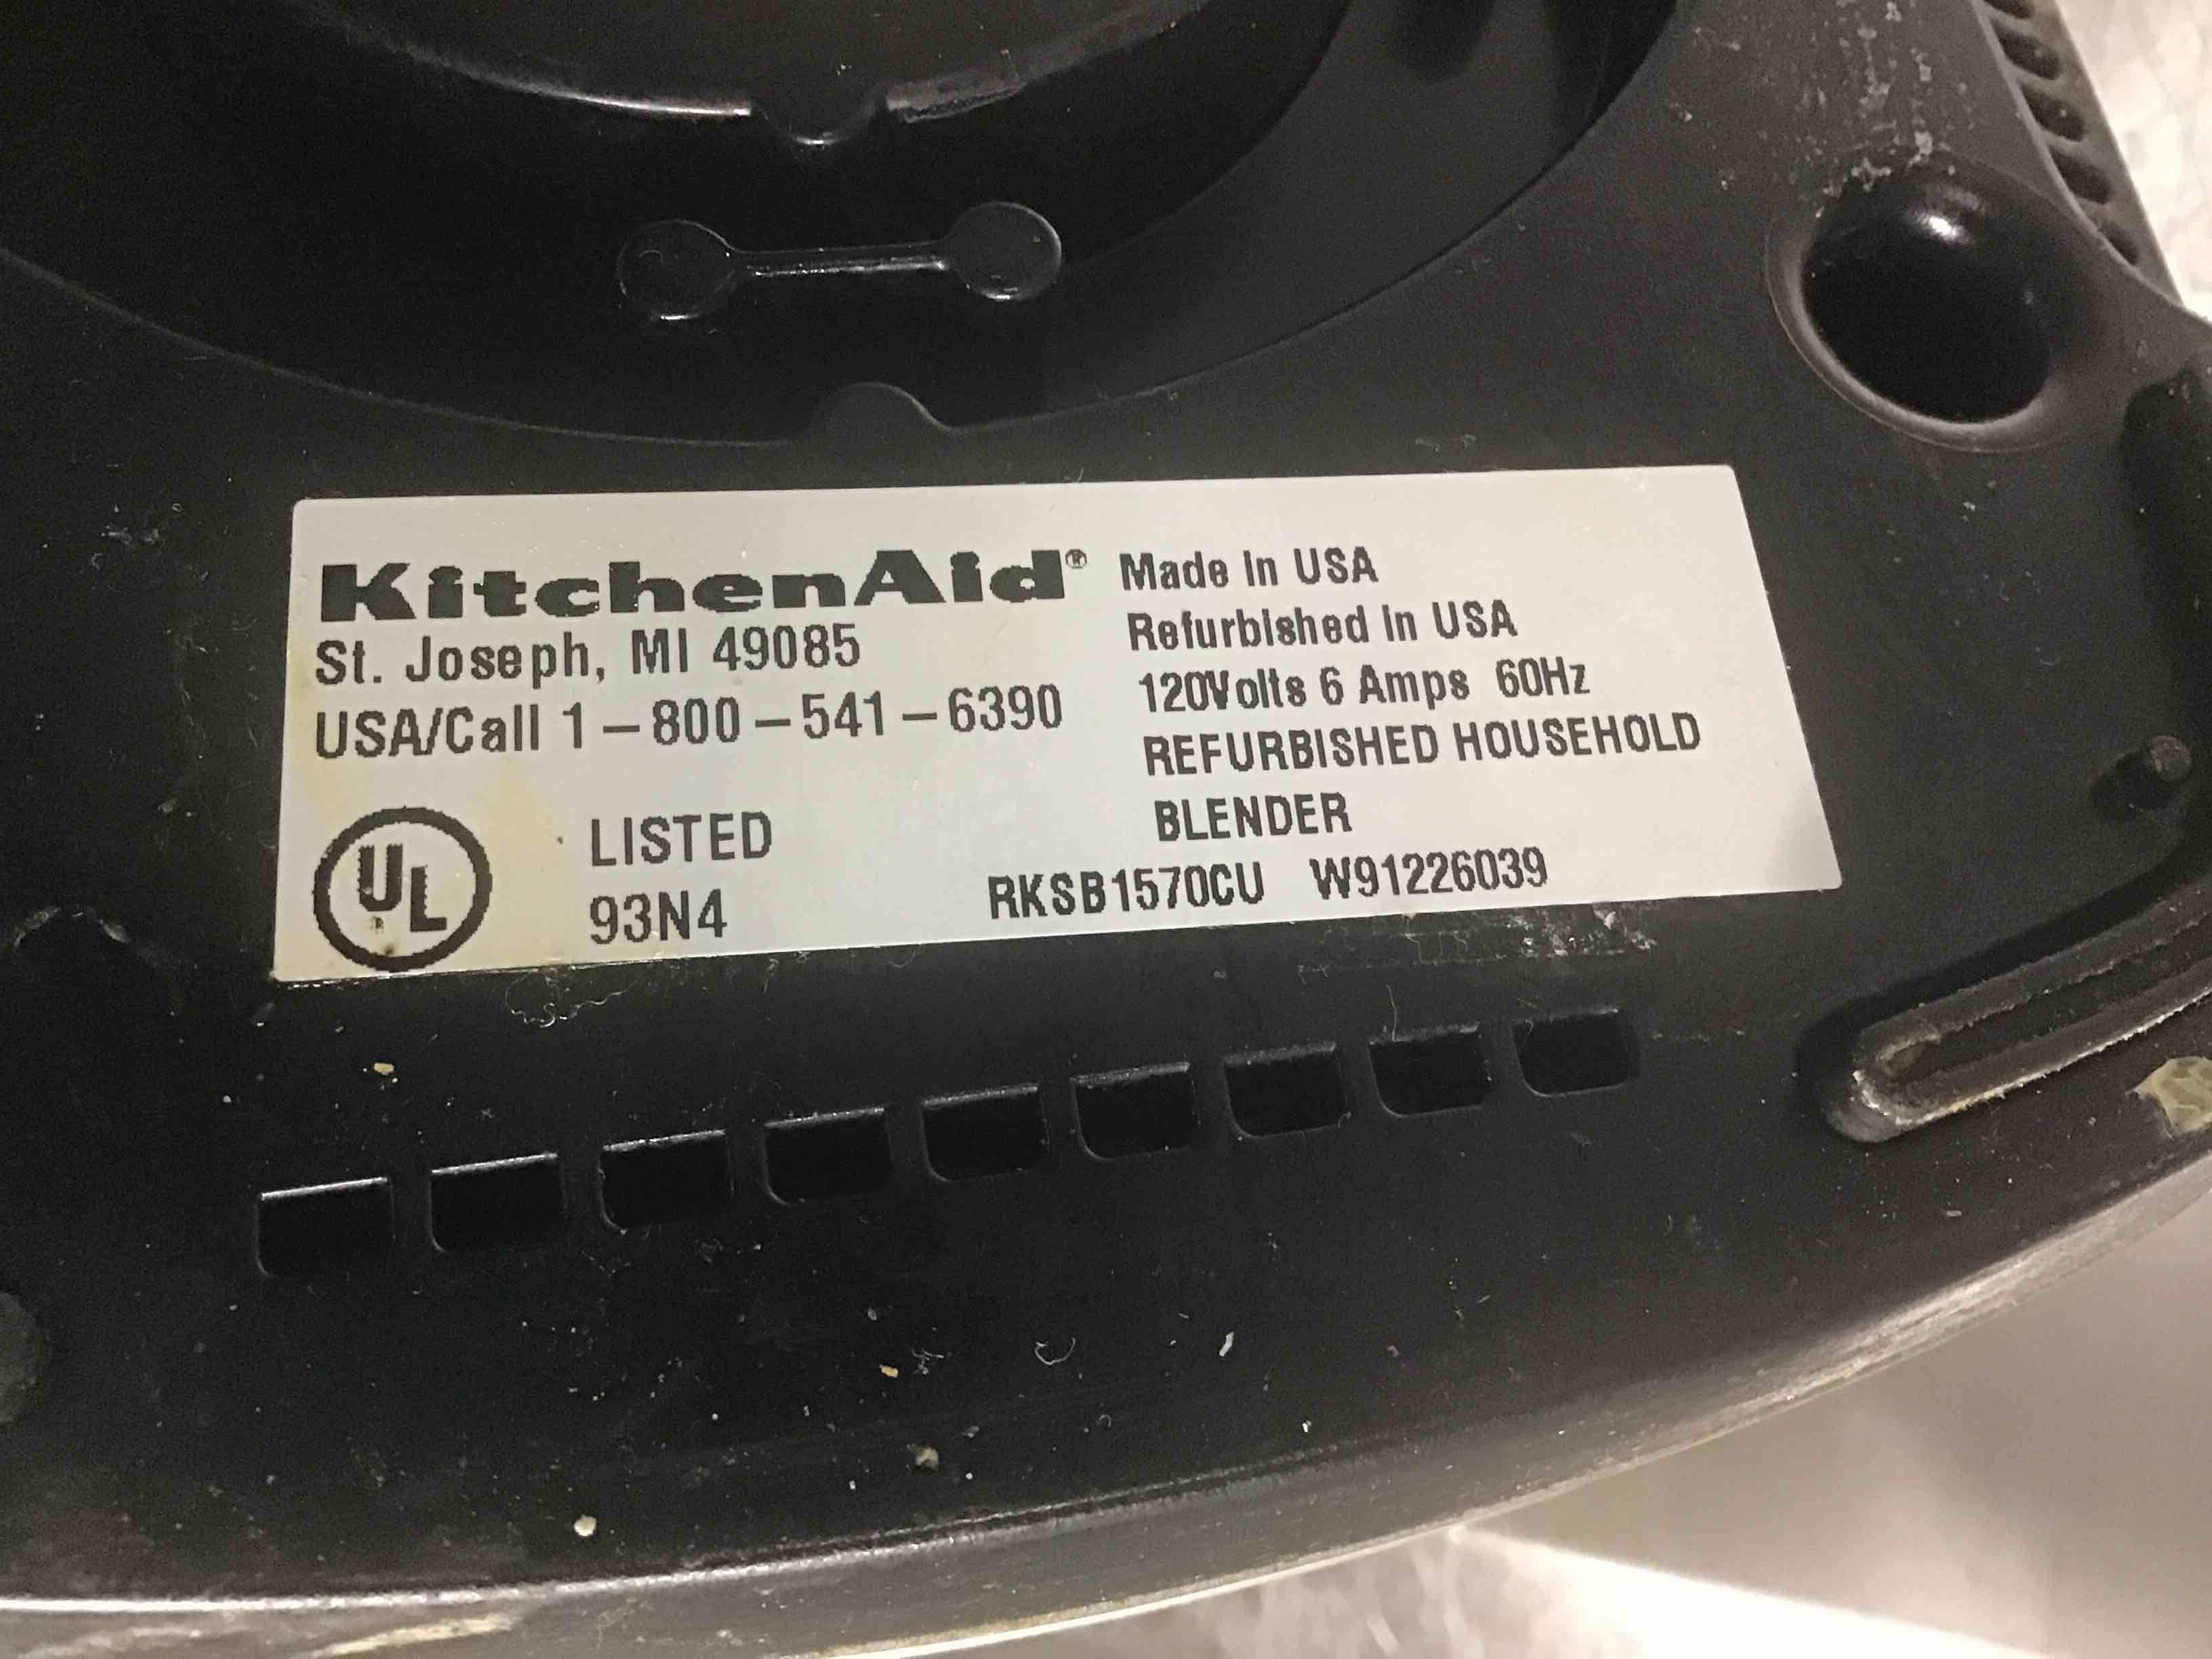 KitchenAid®
St. Joseph, MI 49085
USA/Call 1-800-541-6390
UL
LISTED
93N4
Made in USA
Refurbished in USA
120Volts 6 Amps 60Hz
REFURBISHED HOUSEHOLD
BLENDER
RKSB1570CU W91226039